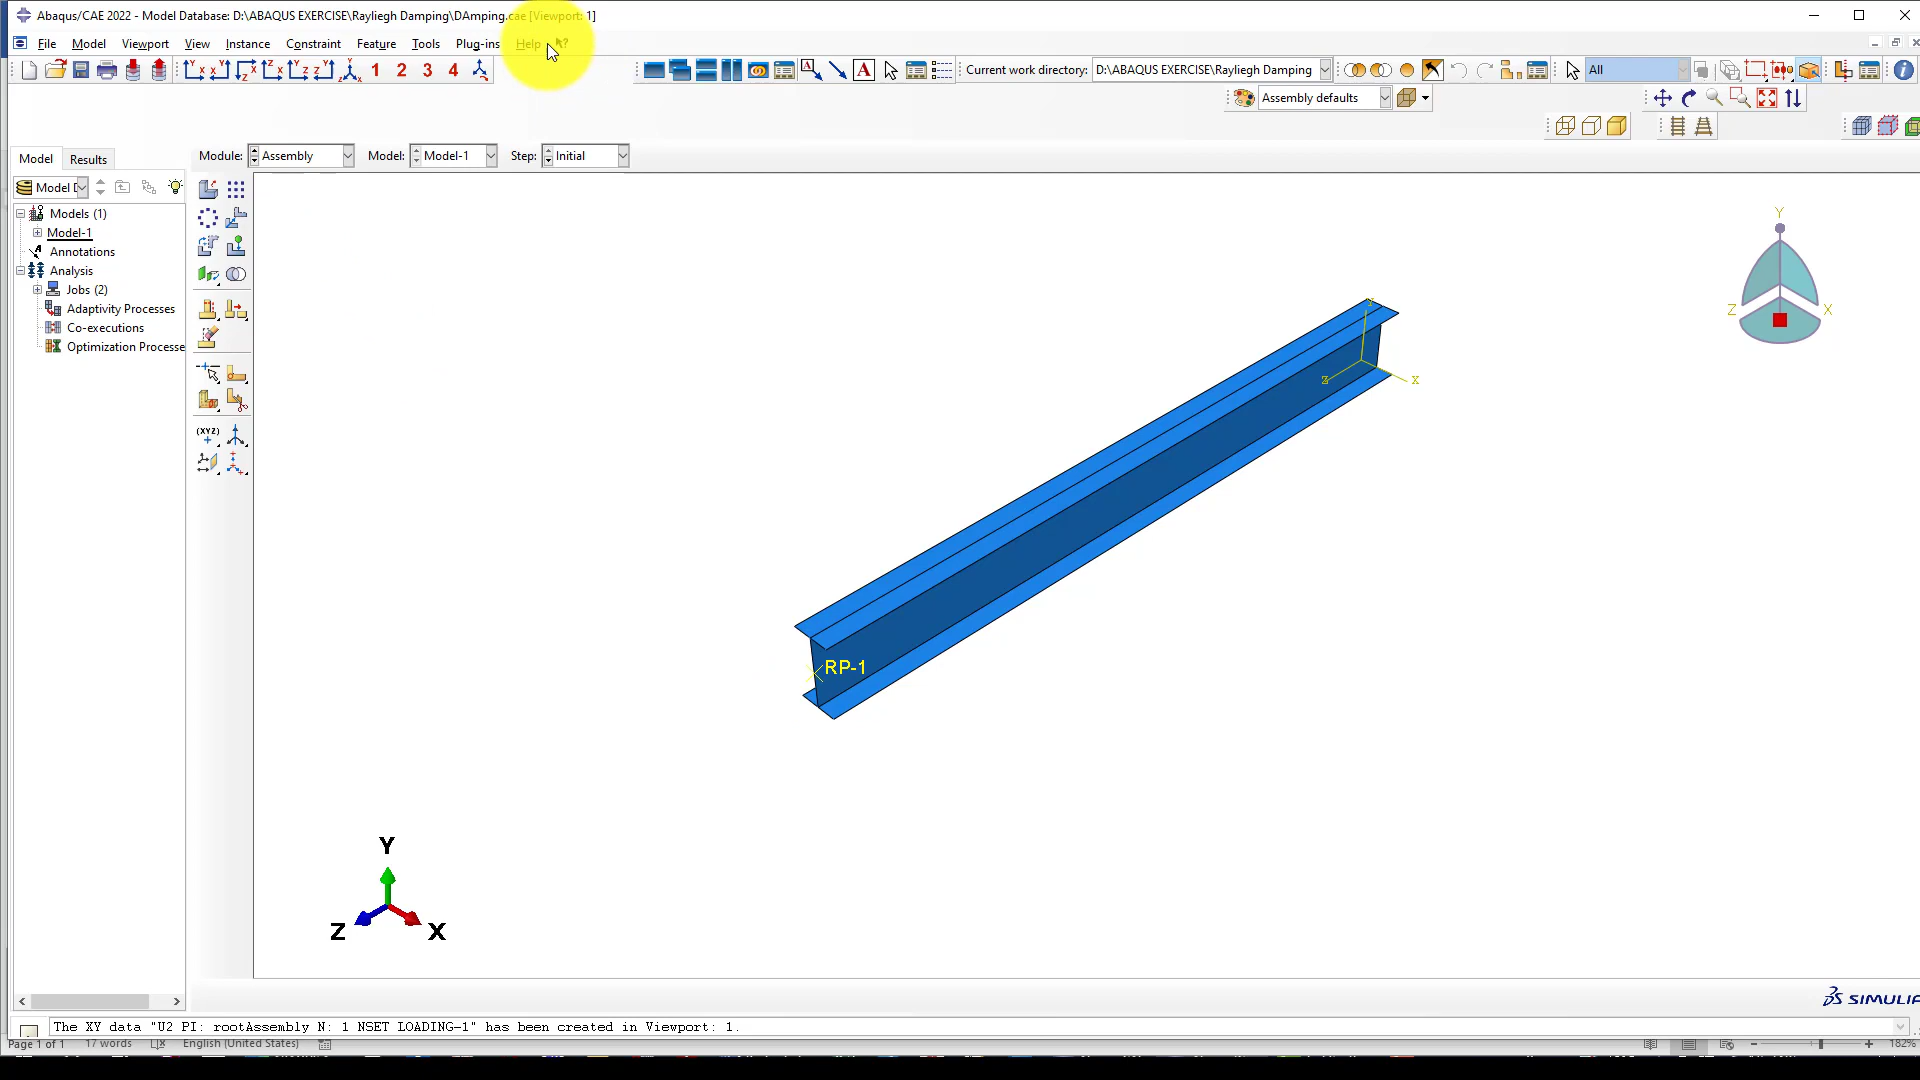 Abaqus/CAE 2022 - Model Database: D:\ABAQUS EXERCISE\Rayliegh Damping\DAmping.cae [Viewport: 1]
File Model Viewport View Instance Constraint Feature Tools Plug-ins Help
1 2 3 4 A A Current work directory: D:\ABAQUS EXERCISE\Rayliegh Damping All
Assembly defaults
Model Results Module: Assembly Model: Model-1 Step: Initial
Model D
Models (1)
Model-1
Annotations
Analysis
Jobs (2)
Adaptivity Processes
Co-executions
Optimization Processe
(XYZ)
Y
Z X
Y
Z X
RP-1
Y
Z X
SIMULI
The XY data "U2 PI: rootAssembly N: 1 NSET LOADING-1" has been created in Viewport: 1.
Page 1 of 1 17 words English (United States) 182%